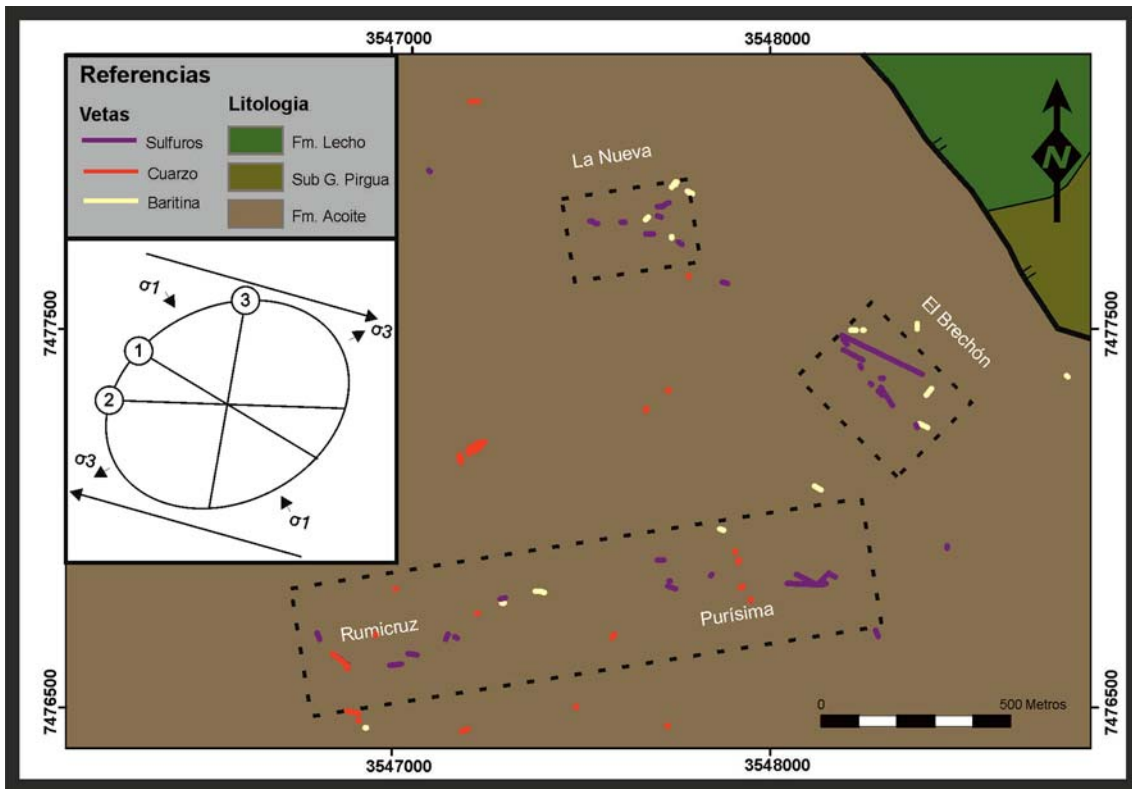 3547000
3548000
Referencias
Vetas
Sulfuros
Cuarzo
Baritina
Litologia
Fm. Lecho
Sub G. Pirgua
Fm. Acoite
La Nueva
N
7477500
7477500
El Brechón
σ1
3
σ3
1
2
σ3
σ1
Rumicruz
Purísima
7476500
7476500
0
500 Metros
3547000
3548000